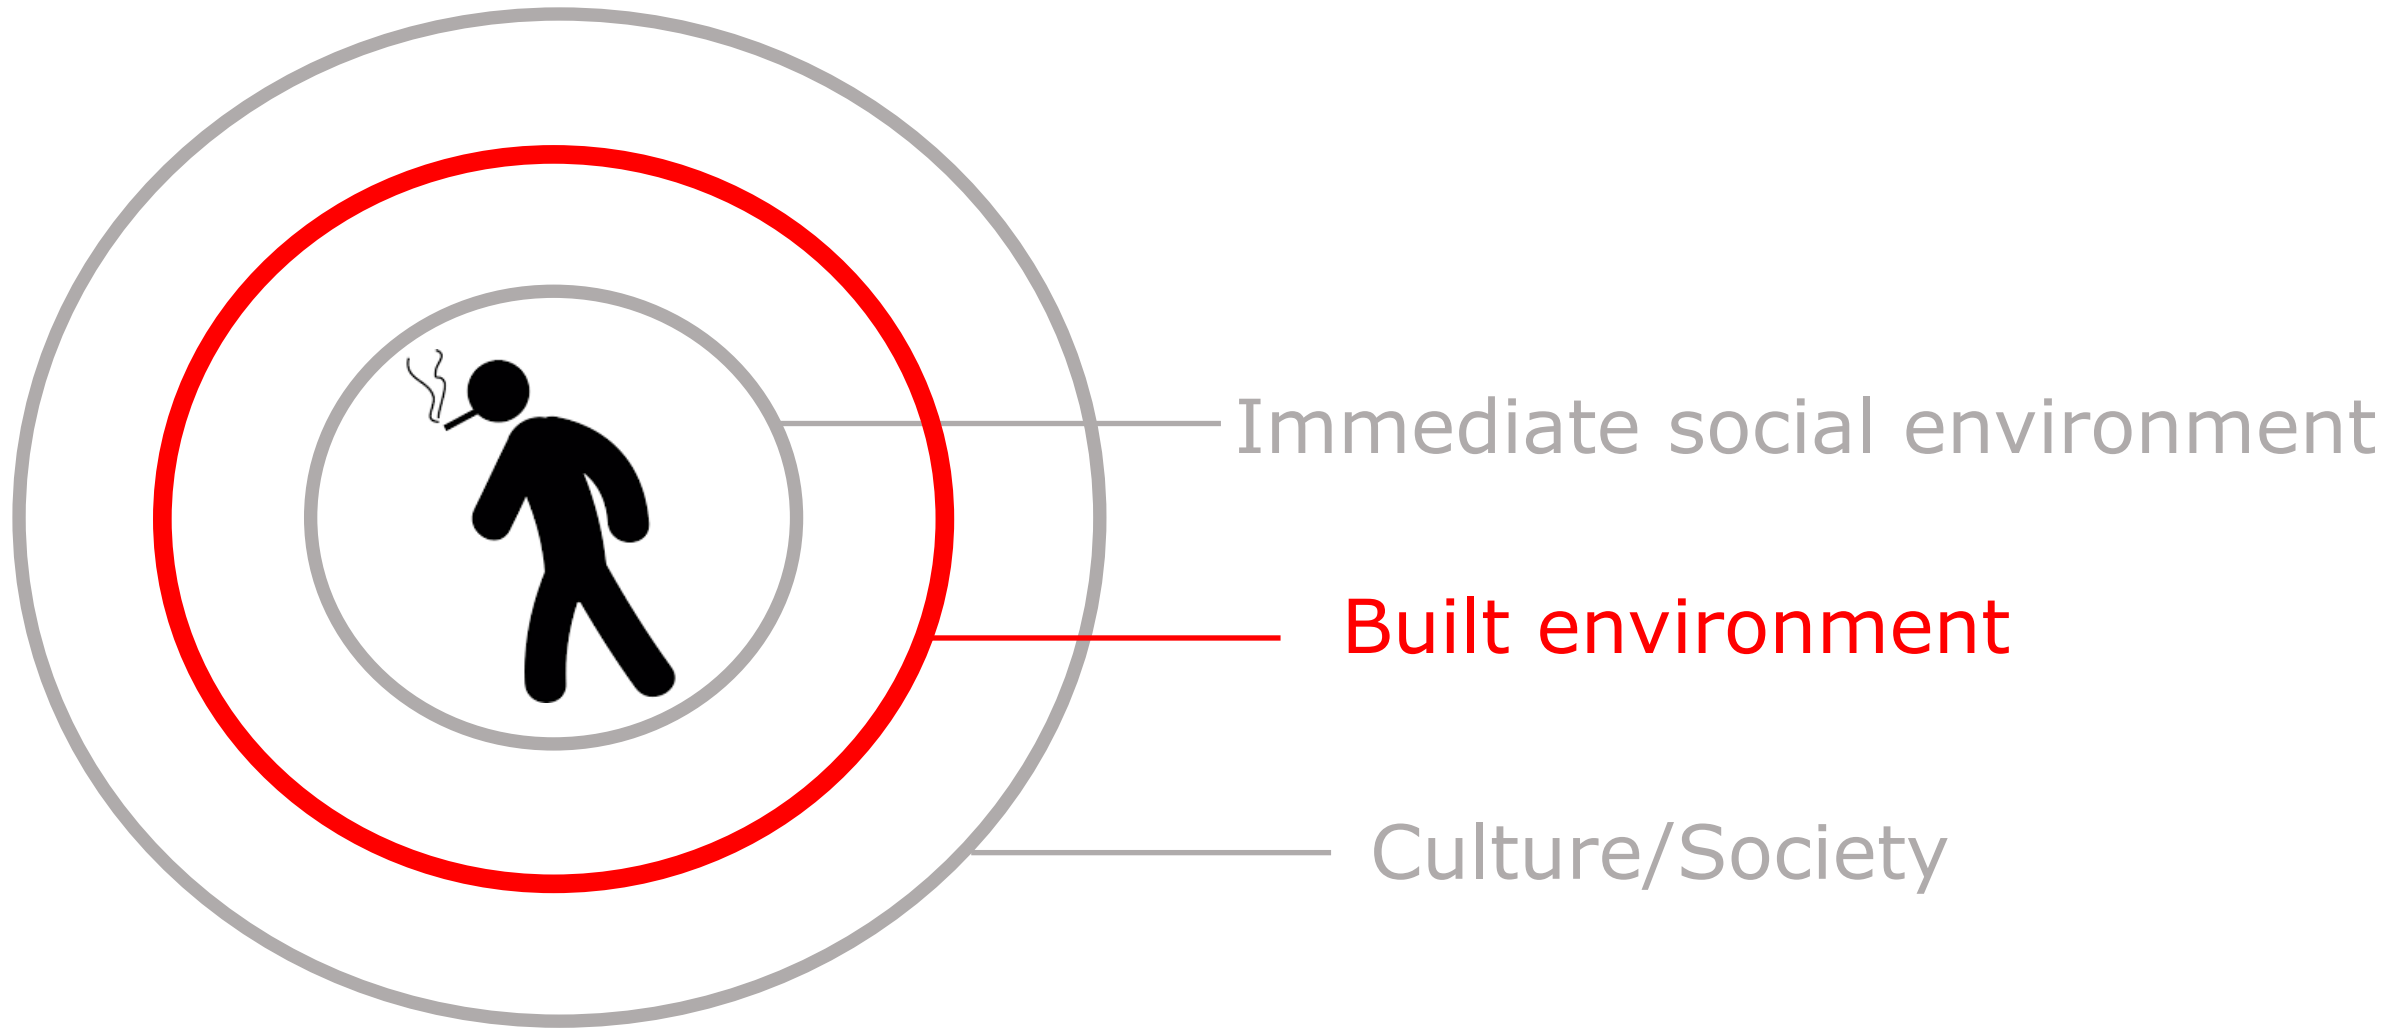 Immediate social environment
Built environment
Culture/Society